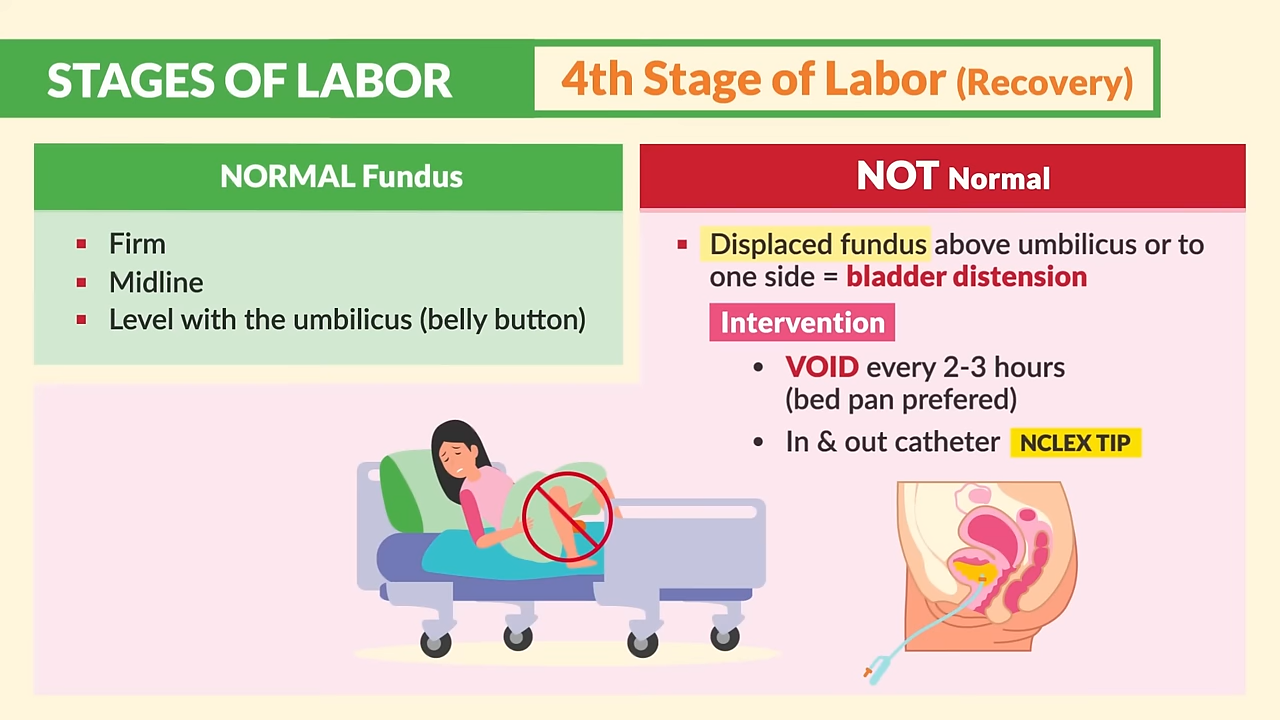 STAGES OF LABOR
4th Stage of Labor (Recovery)
NORMAL Fundus
▪ Firm
▪ Midline
▪ Level with the umbilicus (belly button)
NOT Normal
▪ Displaced fundus above umbilicus or to
one side = bladder distension
Intervention
• VOID every 2-3 hours
(bed pan prefered)
• In & out catheter NCLEX TIP